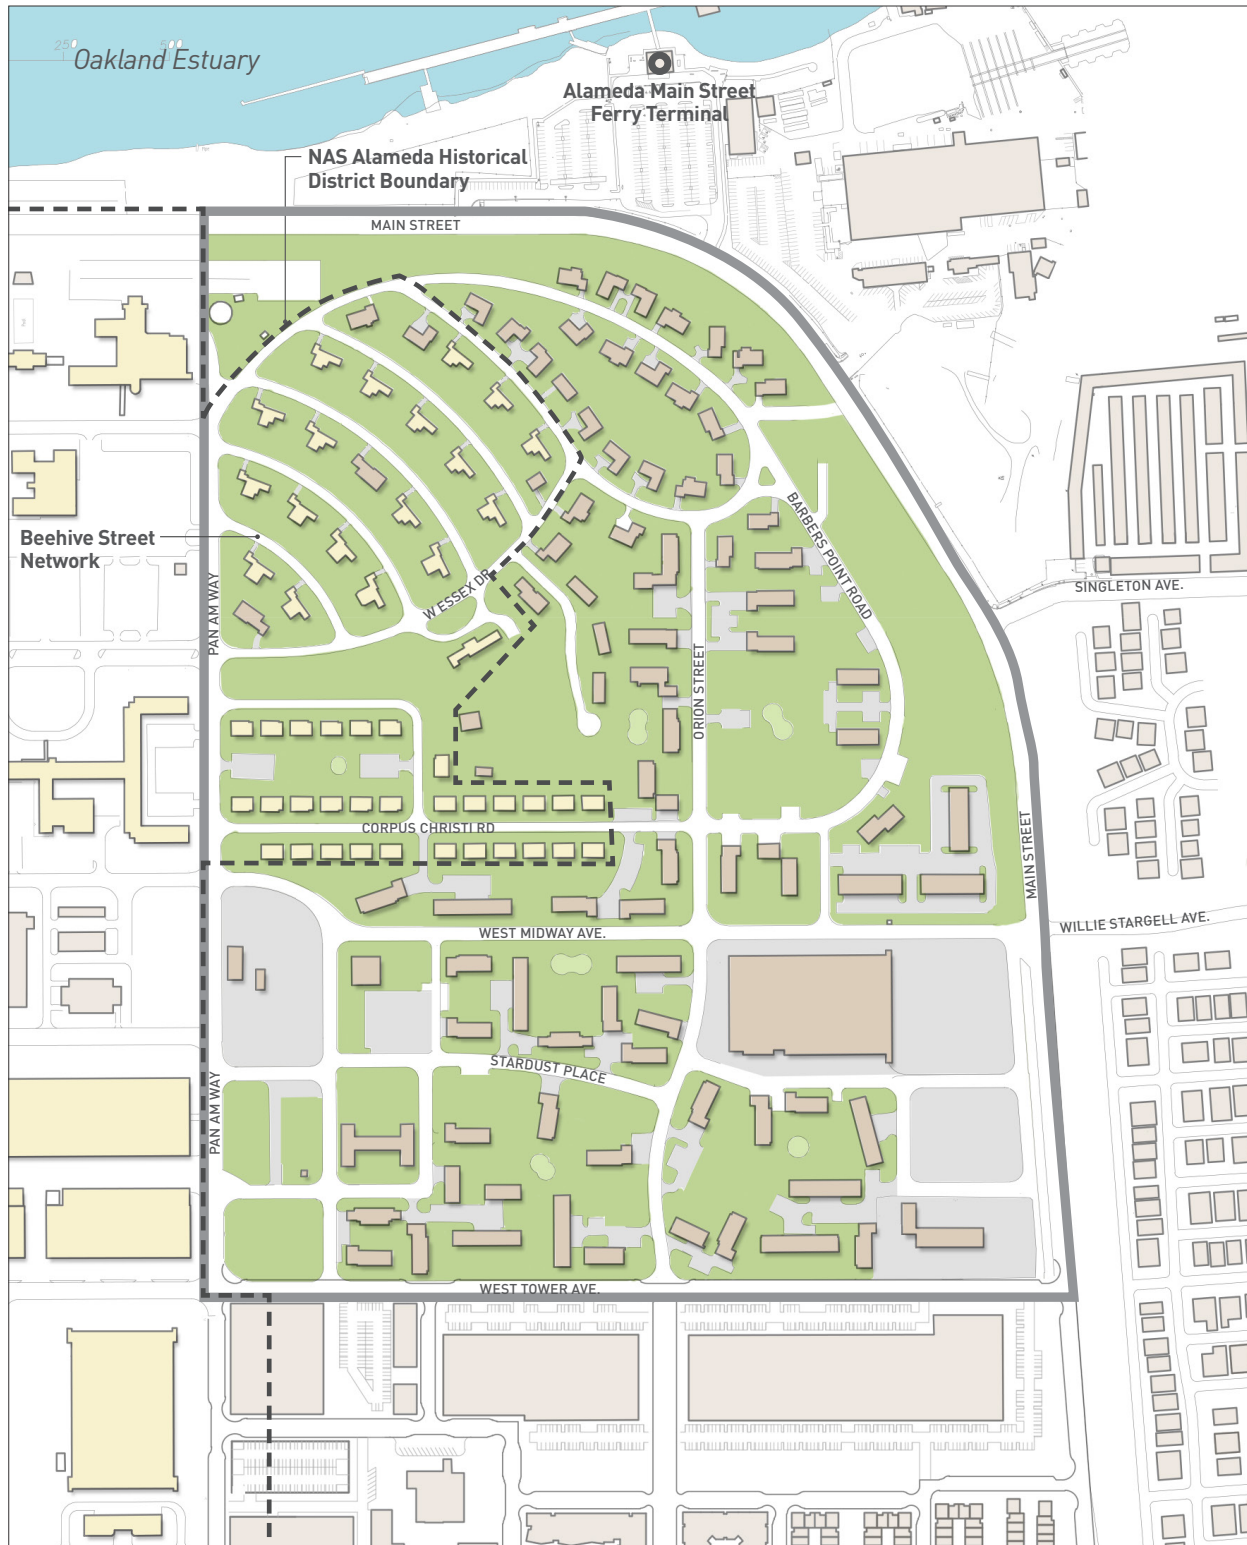 250
500
Oakland Estuary
Alameda Main Street
Ferry Terminal
NAS Alameda Historical
District Boundary
MAIN STREET
Beehive Street
Network
BARBERS POINT ROAD
SINGLETON AVE.
W ESSEX DR
PAN AM WAY
ORION STREET
CORPUS CHRISTI RD
MAIN STREET
WILLIE STARGELL AVE.
WEST MIDWAY AVE.
STARDUST PLACE
PAN AM WAY
WEST TOWER AVE.